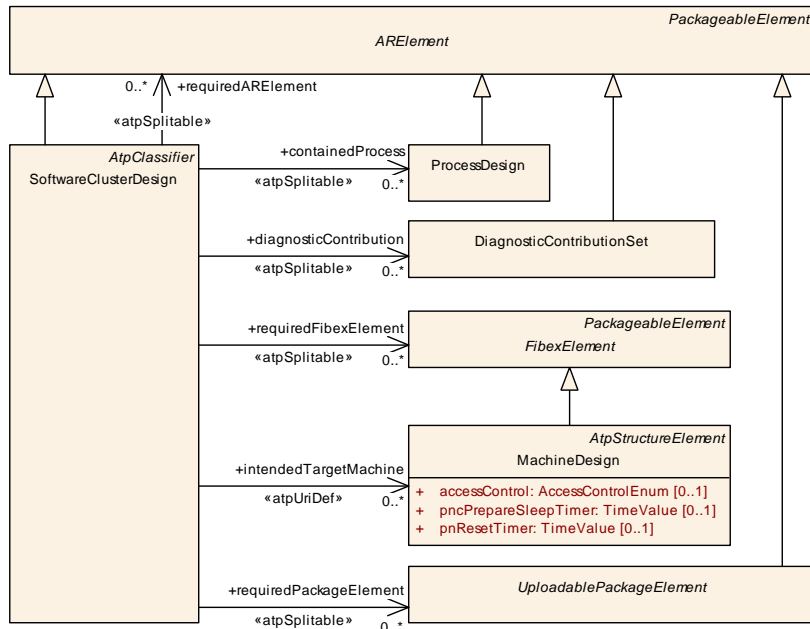 PackageableElement
ARElement
0..*
+requiredARElement
«atpSplitable»
AtpClassifier
SoftwareClusterDesign
+containedProcess
«atpSplitable»
0..*
ProcessDesign
+diagnosticContribution
«atpSplitable»
0..*
DiagnosticContributionSet
+requiredFibexElement
«atpSplitable»
0..*
PackageableElement
FibexElement
AtpStructureElement
MachineDesign
+intendedTargetMachine
«atpUriDef»
0..*
+ accessControl: AccessControlEnum [0..1]
+ pncPrepareSleepTimer: TimeValue [0..1]
+ pnResetTimer: TimeValue [0..1]
+requiredPackageElement
«atpSplitable»
0..*
UploadablePackageElement